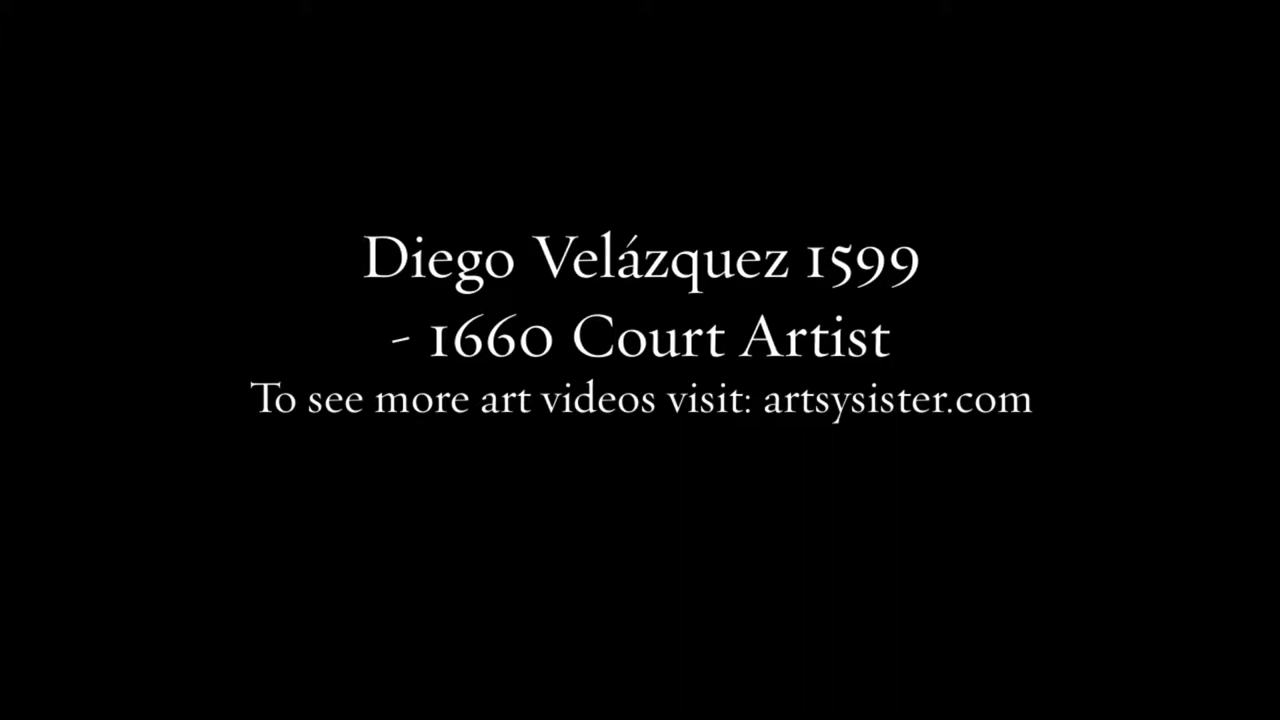 Diego Velázquez 1599
- 1660 Court Artist
To see more art videos visit: artsysister.com